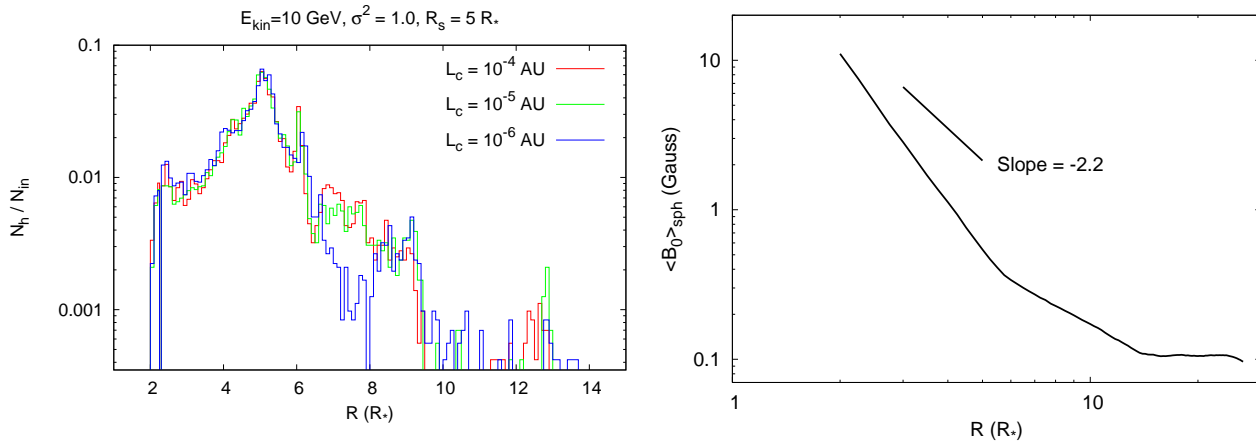 E_kin=10 GeV, σ² = 1.0, R_s = 5 R_*
N_h / N_in
0.1
0.01
0.001
L_c = 10⁻⁴ AU
L_c = 10⁻⁵ AU
L_c = 10⁻⁶ AU
2 4 6 8 10 12 14
R (R_*)
<B_0>_sph (Gauss)
10
1
0.1
Slope = -2.2
1 10
R (R_*)